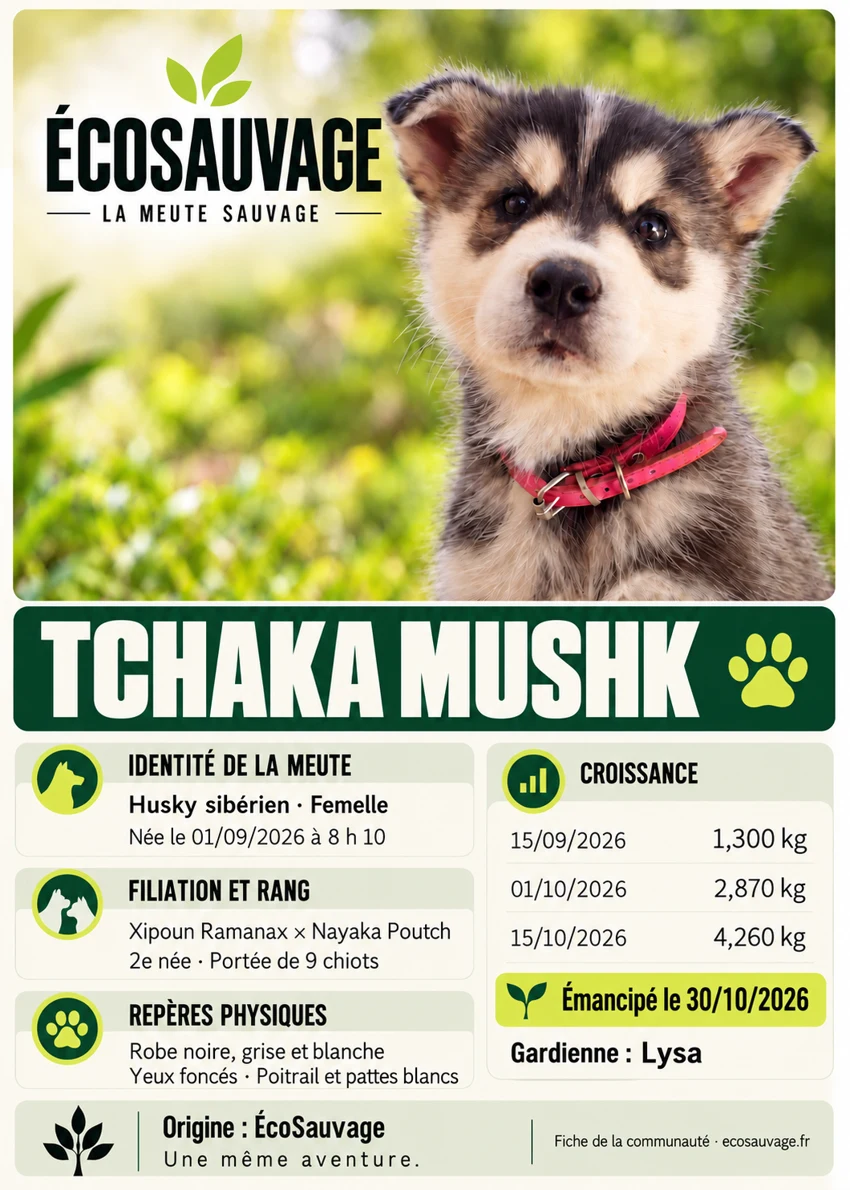 ÉCOSAUVAGE
LA MEUTE SAUVAGE
TCHAKA MUSHK
IDENTITÉ DE LA MEUTE
Husky sibérien · Femelle
Née le 01/09/2026 à 8 h 10
FILIATION ET RANG
Xipoun Ramanax × Nayaka Poutch
2e née · Portée de 9 chiots
REPÈRES PHYSIQUES
Robe noire, grise et blanche
Yeux foncés · Poitrail et pattes blancs
CROISSANCE
15/09/2026 1,300 kg
01/10/2026 2,870 kg
15/10/2026 4,260 kg
Émancipé le 30/10/2026
Gardienne : Lysa
Origine : ÉcoSauvage
Une même aventure.
Fiche de la communauté · ecosauvage.fr